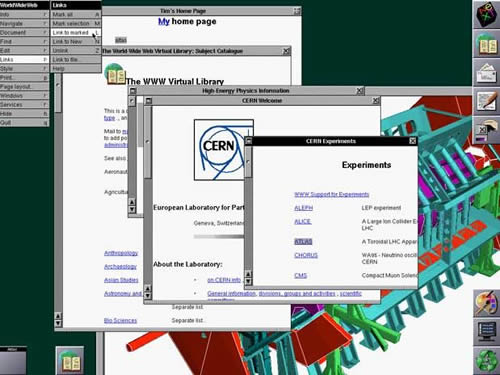 WorldWideWeb
Info
Navigate
Document
Find
Edit
Links
Style
Print... p
Page layout...
Windows
Services
Hide h
Quit q
Links
Mark all A
Mark selection M
Link to marked L
Link to New N
Unlink Z
Link to file...
Help
Tim's Home Page
My home page
The World-Wide Web Virtual Library: Subject Catalogue
The WWW Virtual Library
This is a
type
Mail to
to add po
administ
See also
Aeronau
Agricultu
Anthropology
Archaeology
Asian Studies
Astronomy and
Bio Sciences
Separate list.
Separate list..
High-Energy Physics Information
CERN Welcome
CERN
European Laboratory for Part
Geneva, Switzerlan
About the Laboratory:
on CERN info
General information, divisions, groups and activities, scientific
committees
CERN Experiments
Experiments
WWW Support for Experiments
ALEPH LEP experiment
ALICE A Large Ion Collider E
LHC
ATLAS A Toroidal LHC Appar
CHORUS WA95 - Neutrino oscill
CERN
CMS Compact Muon Solenc